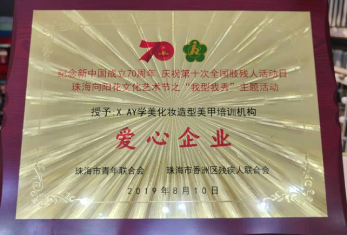 70
纪念新中国成立70周年 庆祝第十次全国肢残人活动日
珠海向阳花文化艺术节之“我型我秀”主题活动
授予:X AY学美化妆造型美甲培训机构
爱心企业
珠海市青年联合会 珠海市香洲区残疾人联合会
2019年8月10日